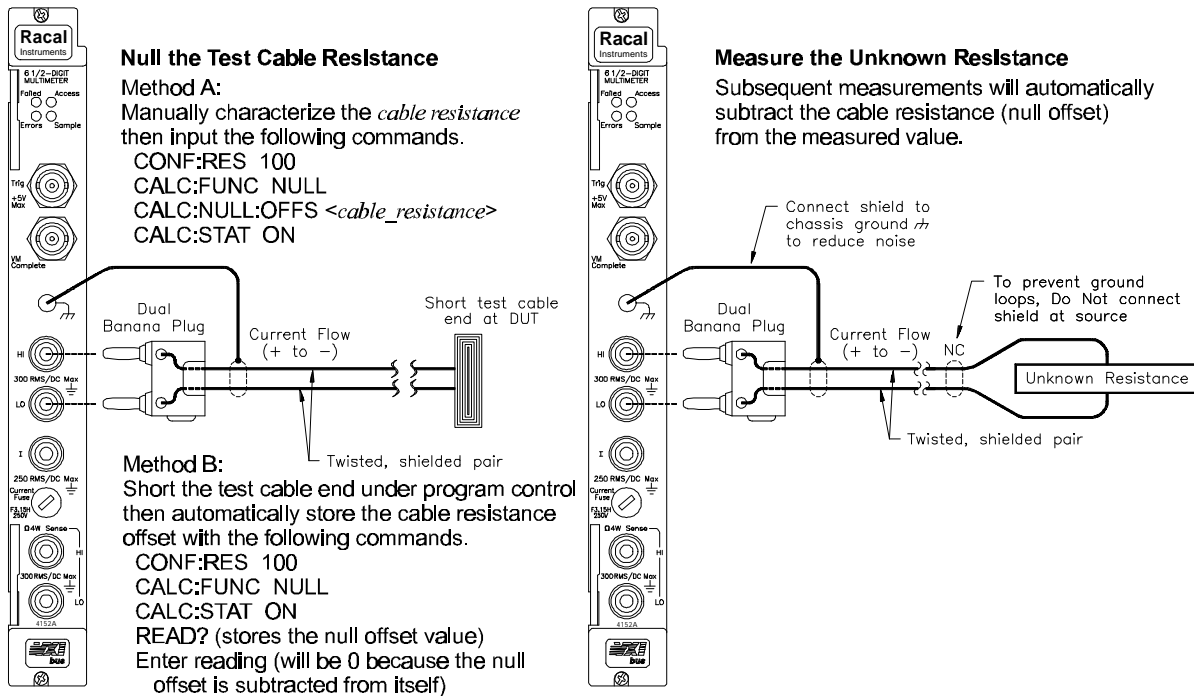 Racal
Instruments
6 1/2-DIGIT
MULTIMETER
Failed Access
Errors Sample
Trig
+5V
Max
VM
Complete
HI
300 RMS/DC Max
LO
I
250 RMS/DC Max
Current
Fuse
F3.15H
250V
Ω4W Sense
HI
300RMS/DC Max
LO
4152A
bus
Null the Test Cable Resistance
Method A:
Manually characterize the cable resistance
then input the following commands.
CONF:RES 100
CALC:FUNC NULL
CALC:NULL:OFFS <cable_resistance>
CALC:STAT ON
Dual
Banana Plug
Current Flow
(+ to -)
Short test cable
end at DUT
Twisted, shielded pair
Method B:
Short the test cable end under program control
then automatically store the cable resistance
offset with the following commands.
CONF:RES 100
CALC:FUNC NULL
CALC:STAT ON
READ? (stores the null offset value)
Enter reading (will be 0 because the null
offset is subtracted from itself)
Racal
Instruments
6 1/2-DIGIT
MULTIMETER
Failed Access
Errors Sample
Trig
+5V
Max
VM
Complete
HI
300 RMS/DC Max
LO
I
250 RMS/DC Max
Current
Fuse
F3.15H
250V
Ω4W Sense
HI
300RMS/DC Max
LO
4152A
bus
Measure the Unknown Resistance
Subsequent measurements will automatically
subtract the cable resistance (null offset)
from the measured value.
Connect shield to
chassis ground
to reduce noise
To prevent ground
loops, Do Not connect
shield at source
Dual
Banana Plug
Current Flow
(+ to -)
NC
Unknown Resistance
Twisted, shielded pair